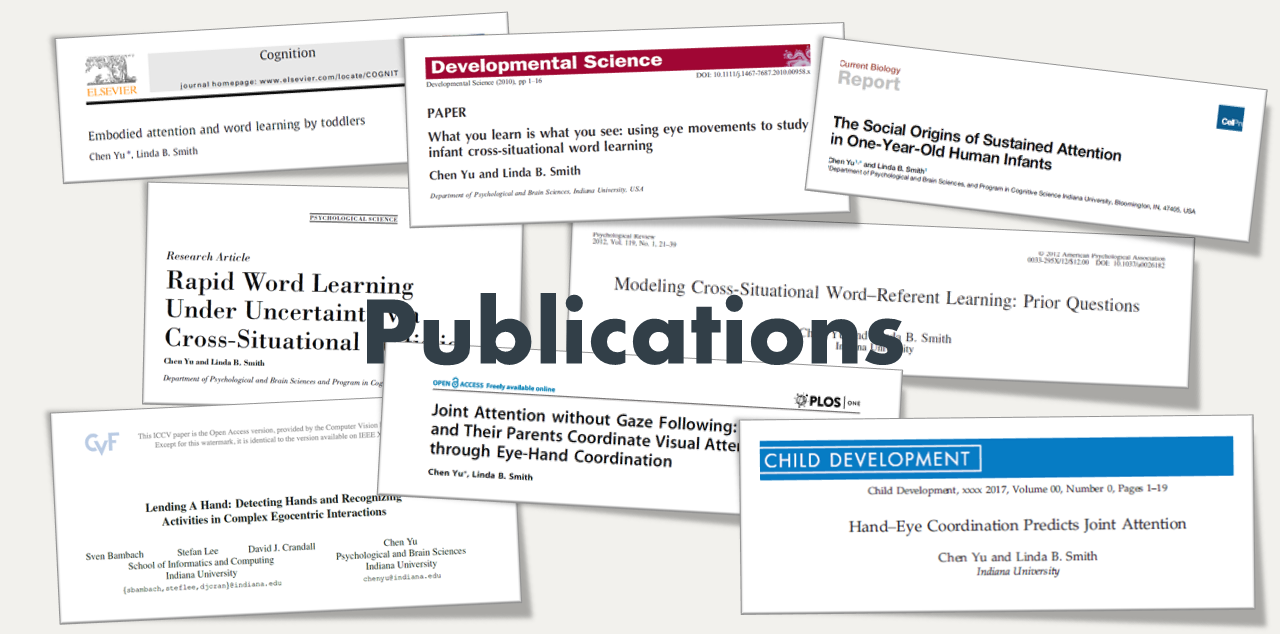 Cognition
journal homepage: www.elsevier.com/locate/COGNIT
ELSEVIER
Embodied attention and word learning by toddlers
Chen Yu*, Linda B. Smith
Developmental Science
Developmental Science (2010), pp 1–16
DOI: 10.1111/j.1467-7687.2010.00958.x
PAPER
What you learn is what you see: using eye movements to study
infant cross-situational word learning
Chen Yu and Linda B. Smith
Department of Psychological and Brain Sciences, Indiana University, USA
Current Biology
Report
The Social Origins of Sustained Attention
in One-Year-Old Human Infants
Chen Yu¹,* and Linda B. Smith¹
¹Department of Psychological and Brain Sciences, and Program in Cognitive Science Indiana University, Bloomington, IN, 47405, USA
PSYCHOLOGICAL SCIENCE
Research Article
Rapid Word Learning
Under
Cross-Situational
Chen Yu and Linda B. Smith
Department of Psychological and Brain Sciences and Program in
Psychological Review
2012, Vol. 119, No. 1, 21–39
© 2012 American Psychological Association
0033-295X/12/$12.00 DOI: 10.1037/a0026182
Modeling Cross-Situational Word–Referent Learning: Prior Questions
B. Smith
Publications
OPEN ACCESS Freely available online
PLOS | ONE
Joint Attention without Gaze Following:
and Their Parents Coordinate Visual
through Eye-Hand Coordination
Chen Yu*, Linda B. Smith
CVF
This ICCV paper is the Open Access version, provided by the Computer Vision
Except for this watermark, it is identical to the version available on IEEE
Lending A Hand: Detecting Hands and Recognizing
Activities in Complex Egocentric Interactions
Sven Bambach Stefan Lee David J. Crandall
School of Informatics and Computing
Indiana University
{sbambach,steflee,djcran}@indiana.edu
Chen Yu
Psychological and Brain Sciences
Indiana University
chenyu@indiana.edu
CHILD DEVELOPMENT
Child Development, xxxx 2017, Volume 00, Number 0, Pages 1–19
Hand–Eye Coordination Predicts Joint Attention
Chen Yu and Linda B. Smith
Indiana University